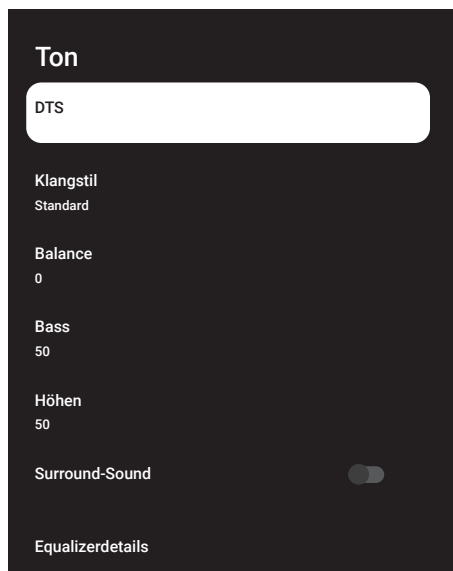 Ton
DTS
Klangstil
Standard
Balance
0
Bass
50
Höhen
50
Surround-Sound
Equalizerdetails